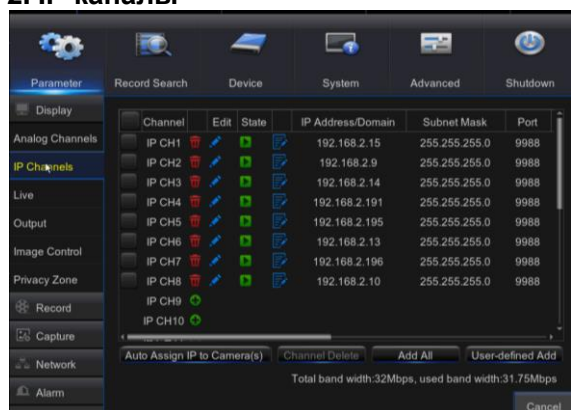 2. IP-каналы
Parameter Record Search Device System Advanced Shutdown
Display
Analog Channels
IP Channels
Live
Output
Image Control
Privacy Zone
Record
Capture
Network
Alarm
Channel Edit State IP Address/Domain Subnet Mask Port
IP CH1 192.168.2.15 255.255.255.0 9988
IP CH2 192.168.2.9 255.255.255.0 9988
IP CH3 192.168.2.14 255.255.255.0 9988
IP CH4 192.168.2.191 255.255.255.0 9988
IP CH5 192.168.2.195 255.255.255.0 9988
IP CH6 192.168.2.13 255.255.255.0 9988
IP CH7 192.168.2.196 255.255.255.0 9988
IP CH8 192.168.2.10 255.255.255.0 9988
IP CH9
IP CH10
Auto Assign IP to Camera(s) Channel Delete Add All User-defined Add
Total band width:32Mbps, used band width:31.75Mbps
Cancel